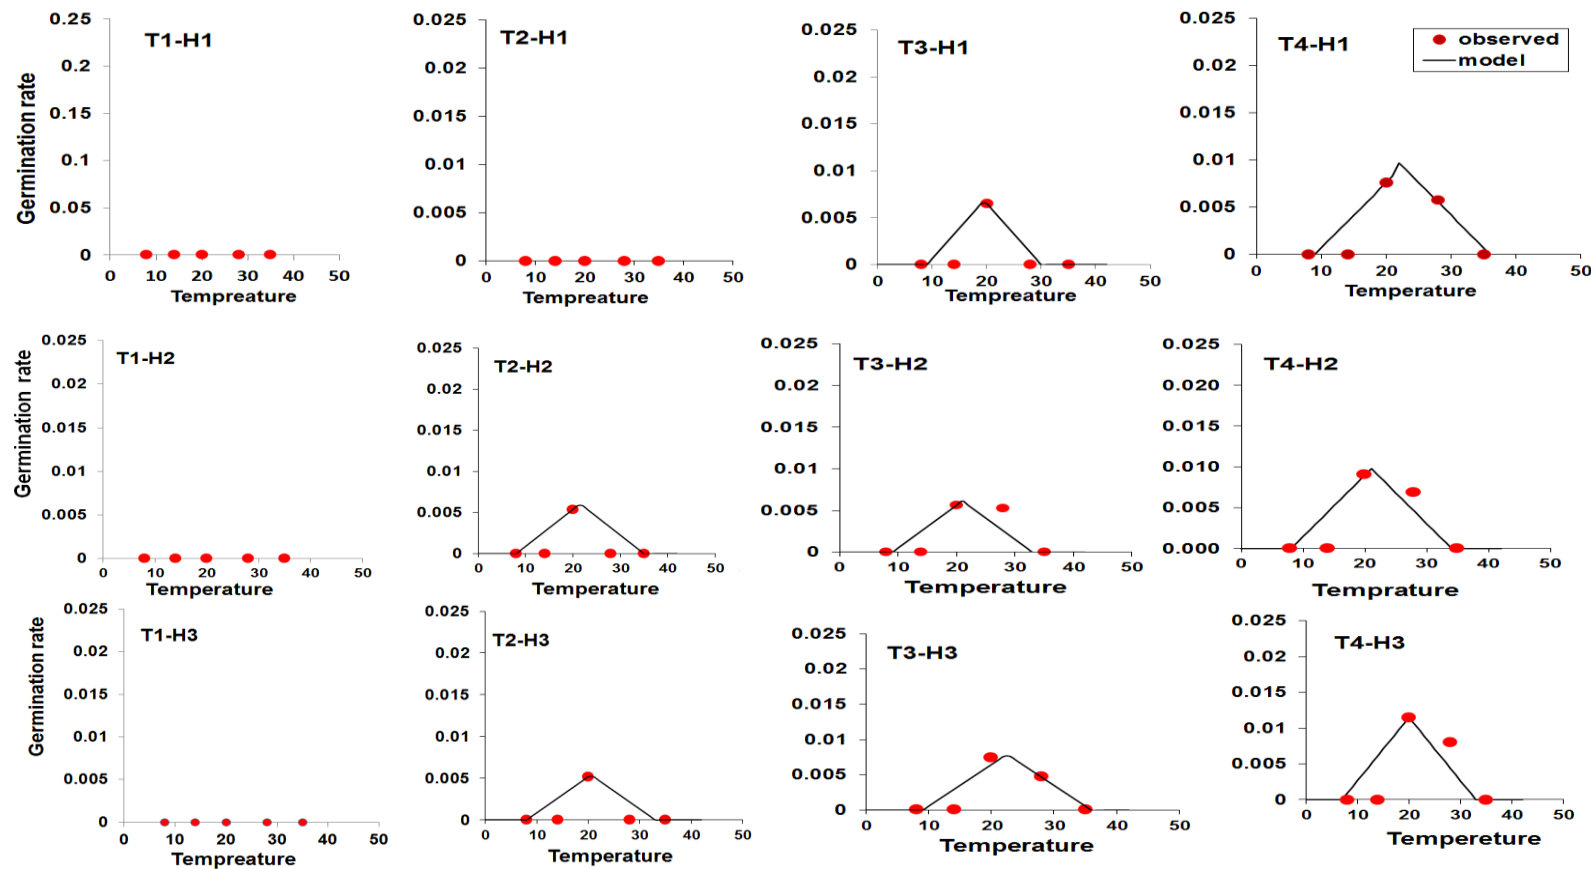 T1-H1
Germination rate
0.25
0.2
0.15
0.1
0.05
0
0 10 20 30 40 50
Tempreature
T2-H1
0.025
0.02
0.015
0.01
0.005
0
0 10 20 30 40 50
Tempreature
T3-H1
0.025
0.02
0.015
0.01
0.005
0
0 10 20 30 40 50
Tempreature
T4-H1
observed
model
0.025
0.02
0.015
0.01
0.005
0
0 10 20 30 40 50
Temperature
T1-H2
Germination rate
0.025
0.02
0.015
0.01
0.005
0
0 10 20 30 40 50
Tempreature
T2-H2
0.025
0.02
0.015
0.01
0.005
0
0 10 20 30 40 50
Temperature
T3-H2
0.025
0.02
0.015
0.01
0.005
0
0 10 20 30 40 50
Temperature
T4-H2
0.025
0.020
0.015
0.010
0.005
0.000
0 10 20 30 40 50
Temprature
T1-H3
Germination rate
0.025
0.02
0.015
0.01
0.005
0
0 10 20 30 40 50
Tempreature
T2-H3
0.025
0.02
0.015
0.01
0.005
0
0 10 20 30 40 50
Temperature
T3-H3
0.025
0.02
0.015
0.01
0.005
0
0 10 20 30 40 50
Temperature
T4-H3
0.025
0.02
0.015
0.01
0.005
0
0 10 20 30 40 50
Tempereture